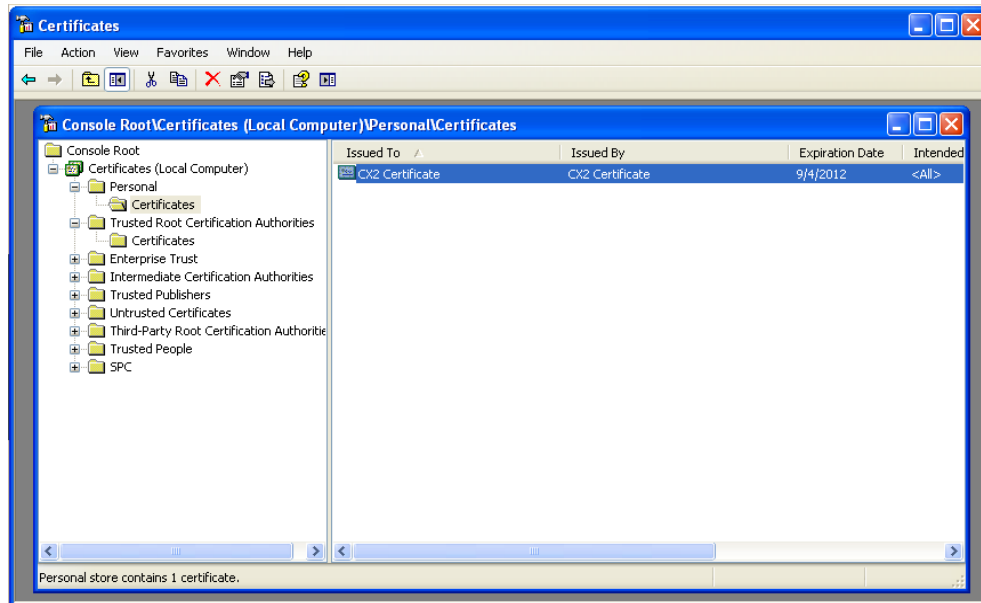 Certificates
File Action View Favorites Window Help
Console Root\Certificates (Local Computer)\Personal\Certificates
Console Root
Certificates (Local Computer)
Personal
Certificates
Trusted Root Certification Authorities
Certificates
Enterprise Trust
Intermediate Certification Authorities
Trusted Publishers
Untrusted Certificates
Third-Party Root Certification Authoritie
Trusted People
SPC
Issued To Issued By Expiration Date Intended
CX2 Certificate CX2 Certificate 9/4/2012 <All>
Personal store contains 1 certificate.